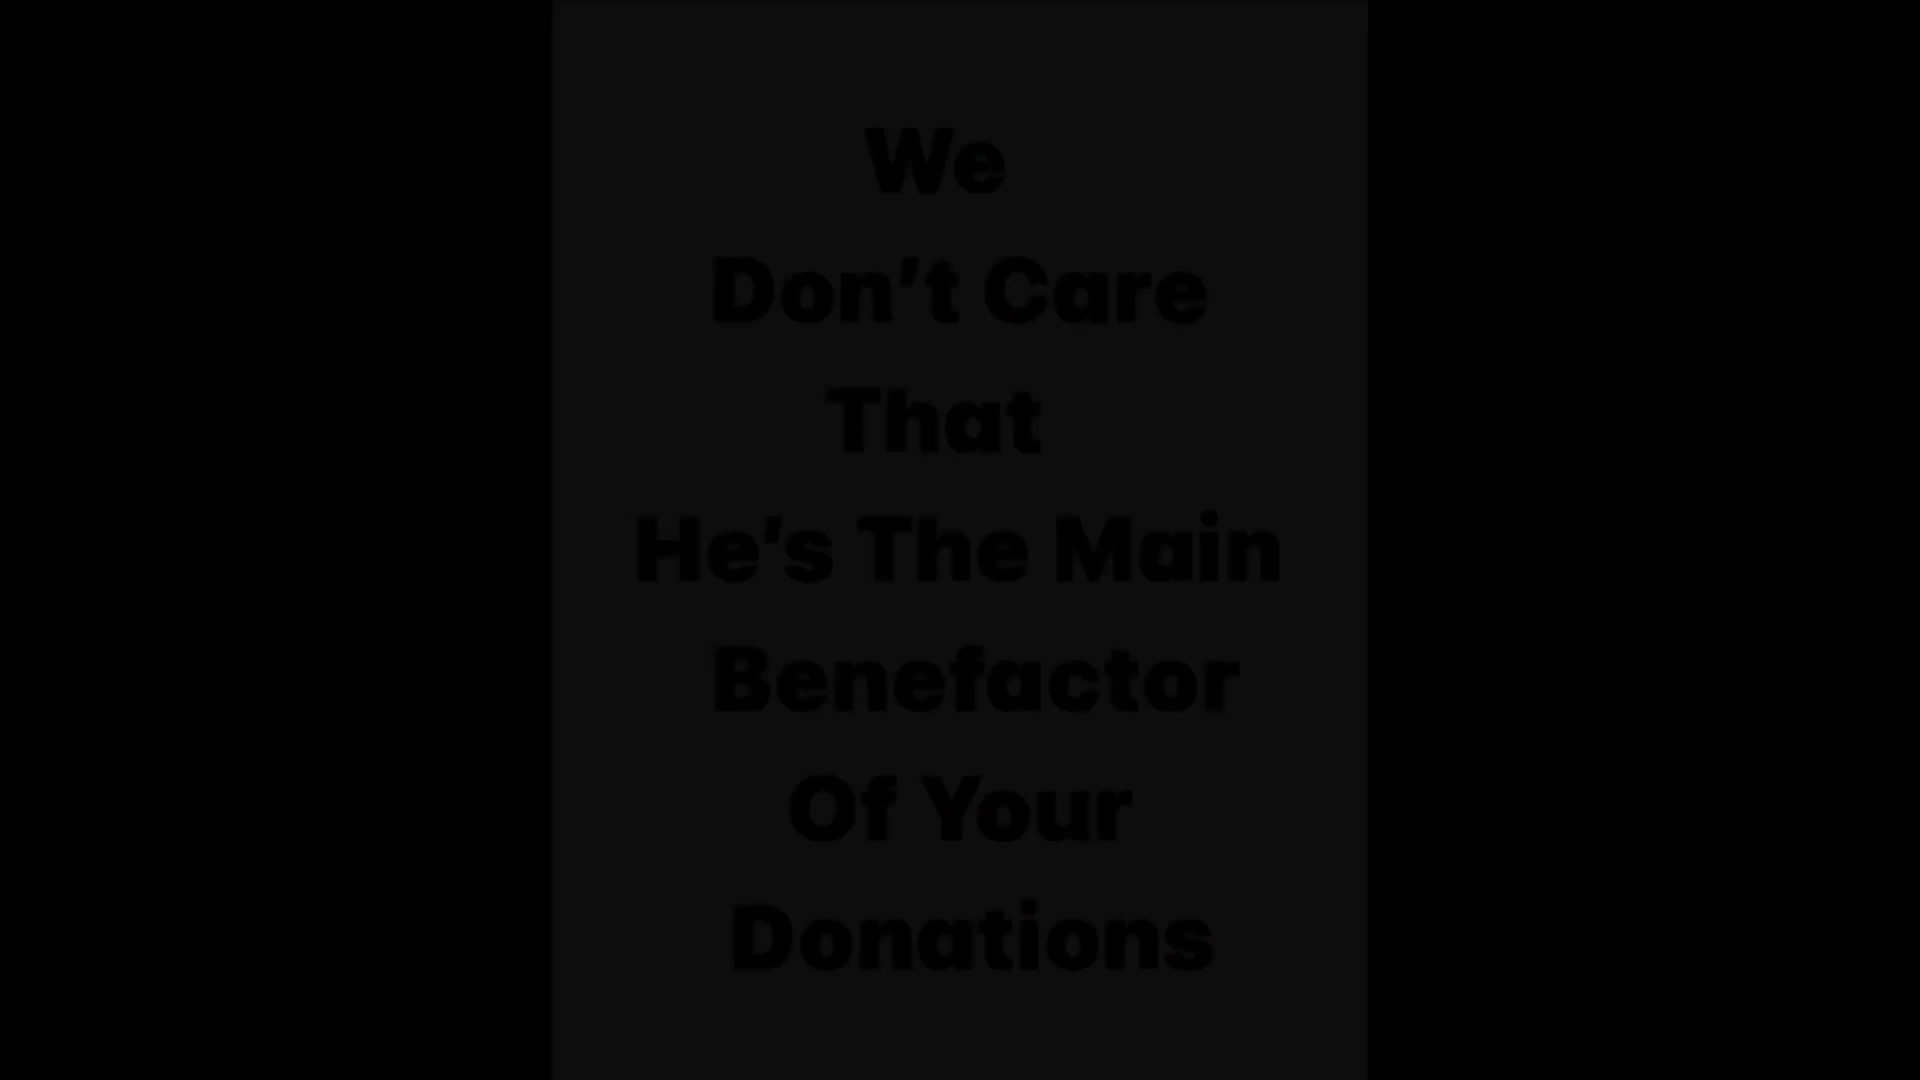 We
Don't Care
That
He's The Main
Benefactor
Of Your
Donations